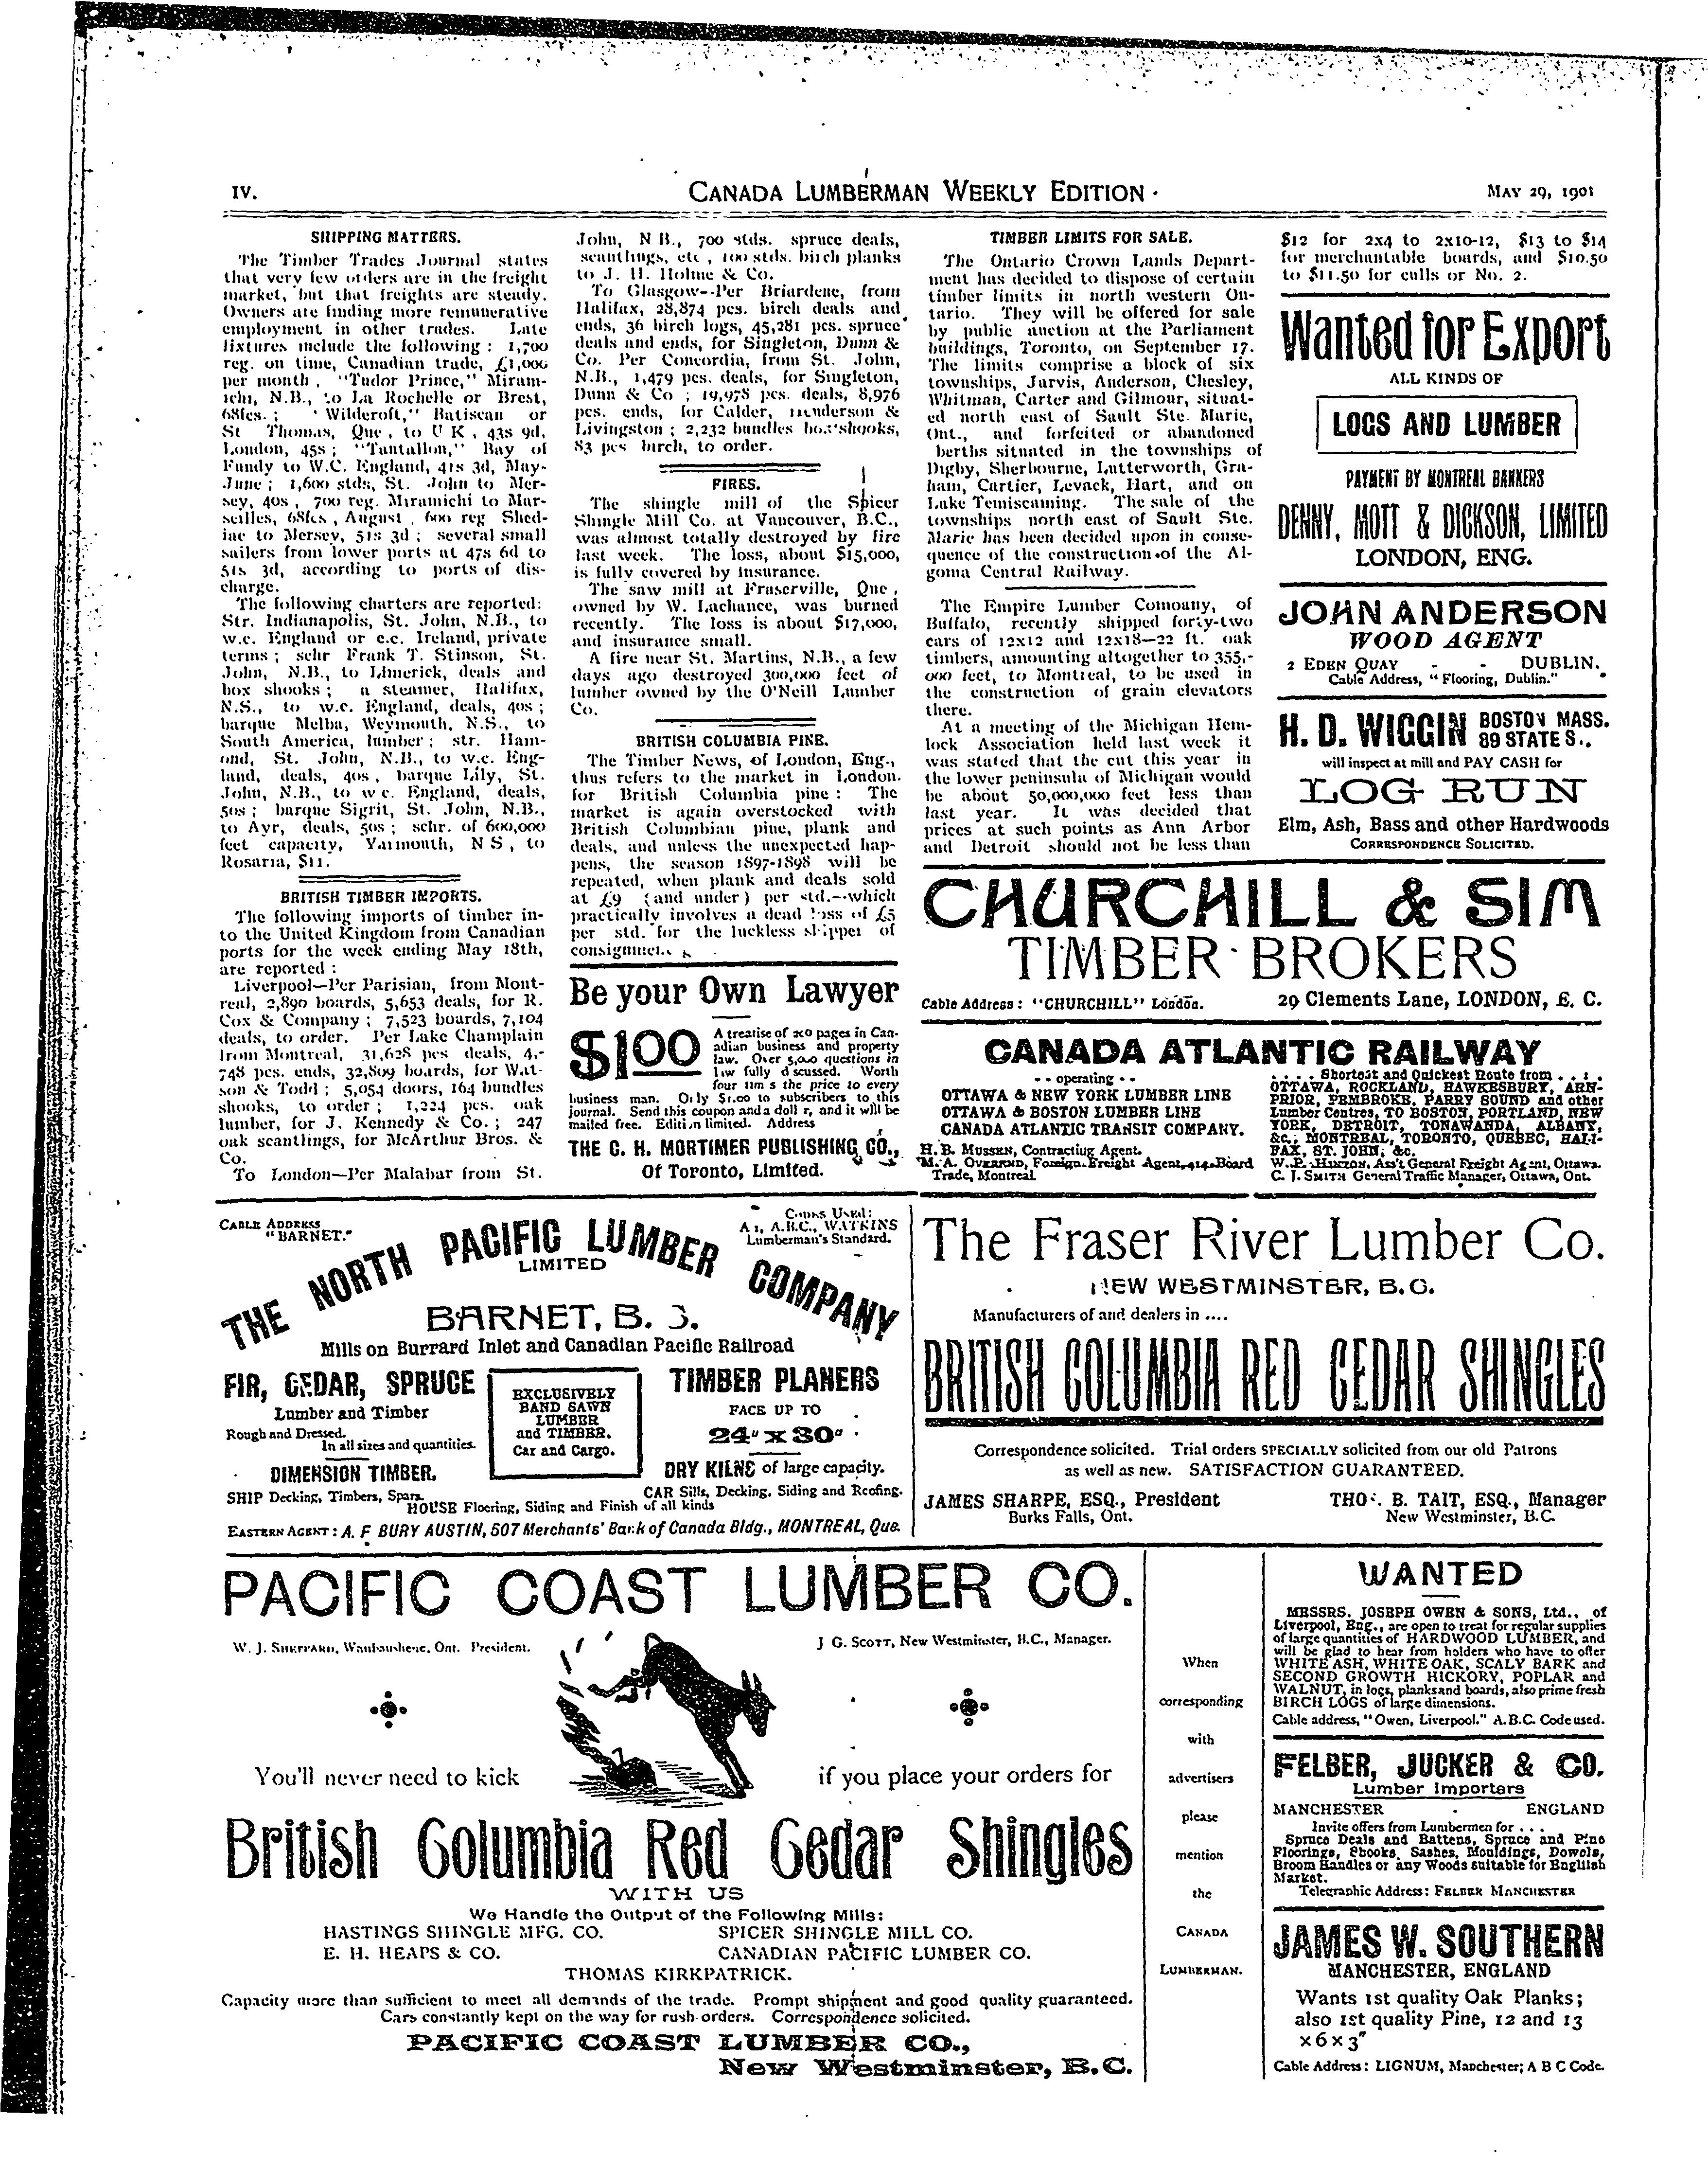 IV.
CANADA LUMBERMAN WEEKLY EDITION
MAY 29, 1901
SHIPPING MATTERS.
The Timber Trades Journal states
that very few orders are in the freight
market, but that freights are steady.
Owners are finding more remunerative
employment in other trades. Late
fixtures include the following : 1,700
reg. on time, Canadian trade, £1,000
per month, "Tudor Prince," Miram-
ichi, N.B., to La Rochelle or Brest,
68fcs. ; "Wildcroft," Batiscan or
St Thomas, Que, to U K, 43s 9d,
London, 45s ; "Tantallon," Bay of
Fundy to W.C. England, 41s 3d, May-
June ; 1,600 stds, St. John to Mer-
sey, 40s, 700 reg. Miramichi to Mar-
seilles, 68fcs, August, 600 reg Shed-
iac to Mersey, 51s 3d ; several small
sailers from lower ports at 47s 6d to
51s 3d, according to ports of dis-
charge.
The following charters are reported:
Str. Indianapolis, St. John, N.B., to
w.c. England or e.c. Ireland, private
terms ; schr Frank T. Stinson, St.
John, N.B., to Limerick, deals and
box shooks ; a steamer, Halifax,
N.S., to w.c. England, deals, 40s ;
barque Melba, Weymouth, N.S., to
South America, lumber ; str. Ham-
ond, St. John, N.B., to w.c. Eng-
land, deals, 40s, barque Lily, St.
John, N.B., to w c. England, deals,
50s ; barque Sigrit, St. John, N.B.,
to Ayr, deals, 50s ; schr. of 600,000
feet capacity, Yarmouth, N S, to
Rosaria, $11.
BRITISH TIMBER IMPORTS.
The following imports of timber in-
to the United Kingdom from Canadian
ports for the week ending May 18th,
are reported :
Liverpool—Per Parisian, from Mont-
real, 2,890 boards, 5,653 deals, for R.
Cox & Company ; 7,523 boards, 7,104
deals, to order. Per Lake Champlain
from Montreal, 31,628 pcs deals, 4,-
748 pcs. ends, 32,809 boards, for Wat-
son & Todd ; 5,054 doors, 164 bundles
shooks, to order ; 1,224 pcs. oak
lumber, for J. Kennedy & Co. ; 247
oak scantlings, for McArthur Bros. &
Co.
To London—Per Malabar from St.
John, N B., 700 stds. spruce deals,
scantlings, etc, 100 stds. birch planks
to J. H. Holme & Co.
To Glasgow--Per Briardene, from
Halifax, 28,874 pcs. birch deals and
ends, 36 birch logs, 45,281 pcs. spruce
deals and ends, for Singleton, Dunn &
Co. Per Concordia, from St. John,
N.B., 1,479 pcs. deals, for Singleton,
Dunn & Co ; 19,978 pcs. deals, 8,976
pcs. ends, for Calder, Henderson &
Livingston ; 2,232 bundles box shooks,
83 pcs birch, to order.
FIRES.
The shingle mill of the Spicer
Shingle Mill Co. at Vancouver, B.C.,
was almost totally destroyed by fire
last week. The loss, about $15,000,
is fully covered by insurance.
The saw mill at Fraserville, Que,
owned by W. Lachance, was burned
recently. The loss is about $17,000,
and insurance small.
A fire near St. Martins, N.B., a few
days ago destroyed 300,000 feet of
lumber owned by the O'Neill Lumber
Co.
BRITISH COLUMBIA PINE.
The Timber News, of London, Eng.,
thus refers to the market in London.
for British Columbia pine : The
market is again overstocked with
British Columbian pine, plank and
deals, and unless the unexpected hap-
pens, the season 1897-1898 will be
repeated, when plank and deals sold
at £9 (and under) per std.—which
practically involves a dead loss of £5
per std. for the luckless shipper of
Be your Own Lawyer
$1.00
A treatise of 210 pages in Can-
adian business and property
law. Over 5,000 questions in
law fully d scussed. Worth
four tim s the price to every
business man. Only $1.00 to subscribers to this
journal. Send this coupon and a doll r, and it will be
mailed free. Edition limited. Address
THE C. H. MORTIMER PUBLISHING CO.,
Of Toronto, Limited.
TIMBER LIMITS FOR SALE.
The Ontario Crown Lands Depart-
ment has decided to dispose of certain
timber limits in north western On-
tario. They will be offered for sale
by public auction at the Parliament
buildings, Toronto, on September 17.
The limits comprise a block of six
townships, Jarvis, Anderson, Chesley,
Whitman, Carter and Gilmour, situat-
ed north east of Sault Ste. Marie,
Ont., and forfeited or abandoned
berths situated in the townships of
Digby, Sherbourne, Lutterworth, Gra-
ham, Cartier, Levack, Hart, and on
Lake Temiscaming. The sale of the
townships north east of Sault Ste.
Marie has been decided upon in conse-
quence of the construction of the Al-
goma Central Railway.
The Empire Lumber Comoany, of
Buffalo, recently shipped forty-two
cars of 12x12 and 12x18—22 ft. oak
timbers, amounting altogether to 355,-
000 feet, to Montreal, to be used in
the construction of grain elevators
there.
At a meeting of the Michigan Hem-
lock Association held last week it
was stated that the cut this year in
the lower peninsula of Michigan would
be about 50,000,000 feet less than
last year. It was decided that
prices at such points as Ann Arbor
and Detroit should not be less than
$12 for 2x4 to 2x10-12, $13 to $14
for merchantable boards, and $10.50
to $11.50 for culls or No. 2.
Wanted for Export
ALL KINDS OF
LOGS AND LUMBER
PAYMENT BY MONTREAL BANKERS
DENNY, MOTT & DICKSON, LIMITED
LONDON, ENG.
JOHN ANDERSON
WOOD AGENT
2 EDEN QUAY - - DUBLIN.
Cable Address, "Flooring, Dublin."
H. D. WIGGIN BOSTON MASS.
89 STATE S..
will inspect at mill and PAY CASH for
LOG RUN
Elm, Ash, Bass and other Hardwoods
CORRESPONDENCE SOLICITED.
CHURCHILL & SIM
TIMBER BROKERS
Cable Address : "CHURCHILL" London.
29 Clements Lane, LONDON, E. C.
CANADA ATLANTIC RAILWAY
- - operating - -
OTTAWA & NEW YORK LUMBER LINE
OTTAWA & BOSTON LUMBER LINE
CANADA ATLANTIC TRANSIT COMPANY.
H. B. MUSSEN, Contracting Agent.
M. A. OVEREND, Foreign Freight Agent, 414 Board
Trade, Montreal
. . . . Shortest and Quickest Route from . . . .
OTTAWA, ROCKLAND, HAWKESBURY, ARN-
PRIOR, PEMBROKE, PARRY SOUND and other
Lumber Centres, TO BOSTON, PORTLAND, NEW
YORK, DETROIT, TONAWANDA, ALBANY,
&c.; MONTREAL, TORONTO, QUEBEC, HALI-
FAX, ST. JOHN, &c.
W. P. HINTON, Ass't General Freight Agent, Ottawa.
C. J. SMITH General Traffic Manager, Ottawa, Ont.
CABLE ADDRESS
"BARNET."
Codes Used:
A1, A.B.C., WATKINS
Lumberman's Standard.
THE NORTH PACIFIC LUMBER COMPANY
LIMITED
BARNET, B. C.
Mills on Burrard Inlet and Canadian Pacific Railroad
FIR, CEDAR, SPRUCE
Lumber and Timber
Rough and Dressed.
In all sizes and quantities.
DIMENSION TIMBER.
EXCLUSIVELY
BAND SAWN
LUMBER
and TIMBER.
Car and Cargo.
TIMBER PLANERS
FACE UP TO
24" x 30"
DRY KILNS of large capacity.
SHIP Decking, Timbers, Spars.
CAR Sills, Decking, Siding and Roofing.
HOUSE Flooring, Siding and Finish of all kinds
EASTERN AGENT : A. F BURY AUSTIN, 507 Merchants' Bank of Canada Bldg., MONTREAL, Que.
The Fraser River Lumber Co.
NEW WESTMINSTER, B.C.
Manufacturers of and dealers in ....
BRITISH COLUMBIA RED CEDAR SHINGLES
Correspondence solicited. Trial orders SPECIALLY solicited from our old Patrons
as well as new. SATISFACTION GUARANTEED.
JAMES SHARPE, ESQ., President
Burks Falls, Ont.
THOS. B. TAIT, ESQ., Manager
New Westminster, B.C.
PACIFIC COAST LUMBER CO.
W. J. SHEPPARD, Waubaushene, Ont. President.
J G. SCOTT, New Westminster, B.C., Manager.
You'll never need to kick
if you place your orders for
British Columbia Red Cedar Shingles
WITH US
We Handle the Output of the Following Mills:
HASTINGS SHINGLE MFG. CO. SPICER SHINGLE MILL CO.
E. H. HEAPS & CO. CANADIAN PACIFIC LUMBER CO.
THOMAS KIRKPATRICK.
Capacity more than sufficient to meet all demands of the trade. Prompt shipment and good quality guaranteed.
Cars constantly kept on the way for rush orders. Correspondence solicited.
PACIFIC COAST LUMBER CO.,
New Westminster, B.C.
When
corresponding
with
advertisers
please
mention
the
CANADA
LUMBERMAN.
WANTED
MESSRS. JOSEPH OWEN & SONS, Ltd., of
Liverpool, Eng., are open to treat for regular supplies
of large quantities of HARDWOOD LUMBER, and
will be glad to hear from holders who have to offer
WHITE ASH, WHITE OAK, SCALY BARK and
SECOND GROWTH HICKORY, POPLAR and
WALNUT, in logs, planks and boards, also prime fresh
BIRCH LOGS of large dimensions.
Cable address, "Owen, Liverpool." A.B.C. Code used.
FELBER, JUCKER & CO.
Lumber Importers
MANCHESTER - ENGLAND
Invite offers from Lumbermen for . . .
Spruce Deals and Battens, Spruce and Pine
Floorings, Shooks, Sashes, Mouldings, Dowels,
Broom Handles or any Woods suitable for English
Market.
Telegraphic Address: FELBER MANCHESTER
JAMES W. SOUTHERN
MANCHESTER, ENGLAND
Wants 1st quality Oak Planks;
also 1st quality Pine, 12 and 13
x 6 x 3"
Cable Address: LIGNUM, Manchester; A B C Code.